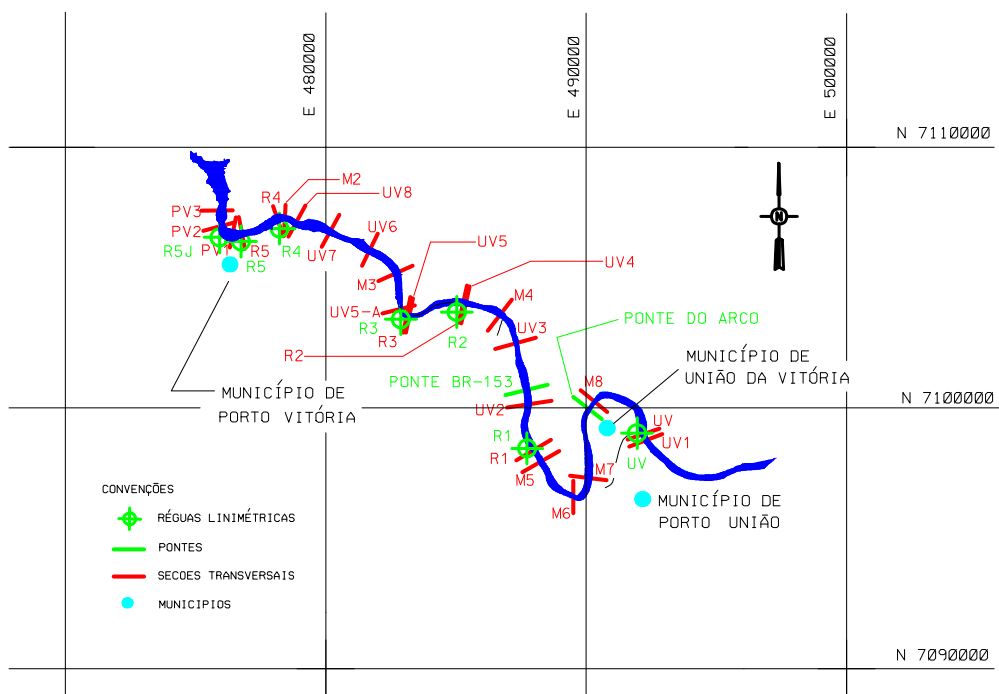 E 480000
E 490000
E 500000
N 7110000
M2
R4
UV8
PV3
PV2
PV1
R5J
R5
R5
R4
UV7
UV6
UV5
M3
UV4
UV5-A
R3
R3
R2
R2
M4
UV3
PONTE DO ARCO
MUNICÍPIO DE
UNIÃO DA VITÓRIA
PONTE BR-153
M8
MUNICÍPIO DE
PORTO VITÓRIA
UV2
N 7100000
R1
R1
UV
UV1
UV
M5
M7
M6
MUNICÍPIO DE
PORTO UNIÃO
CONVENÇÕES
RÉGUAS LINIMÉTRICAS
PONTES
SECOES TRANSVERSAIS
MUNICIPIOS
N
N 7090000